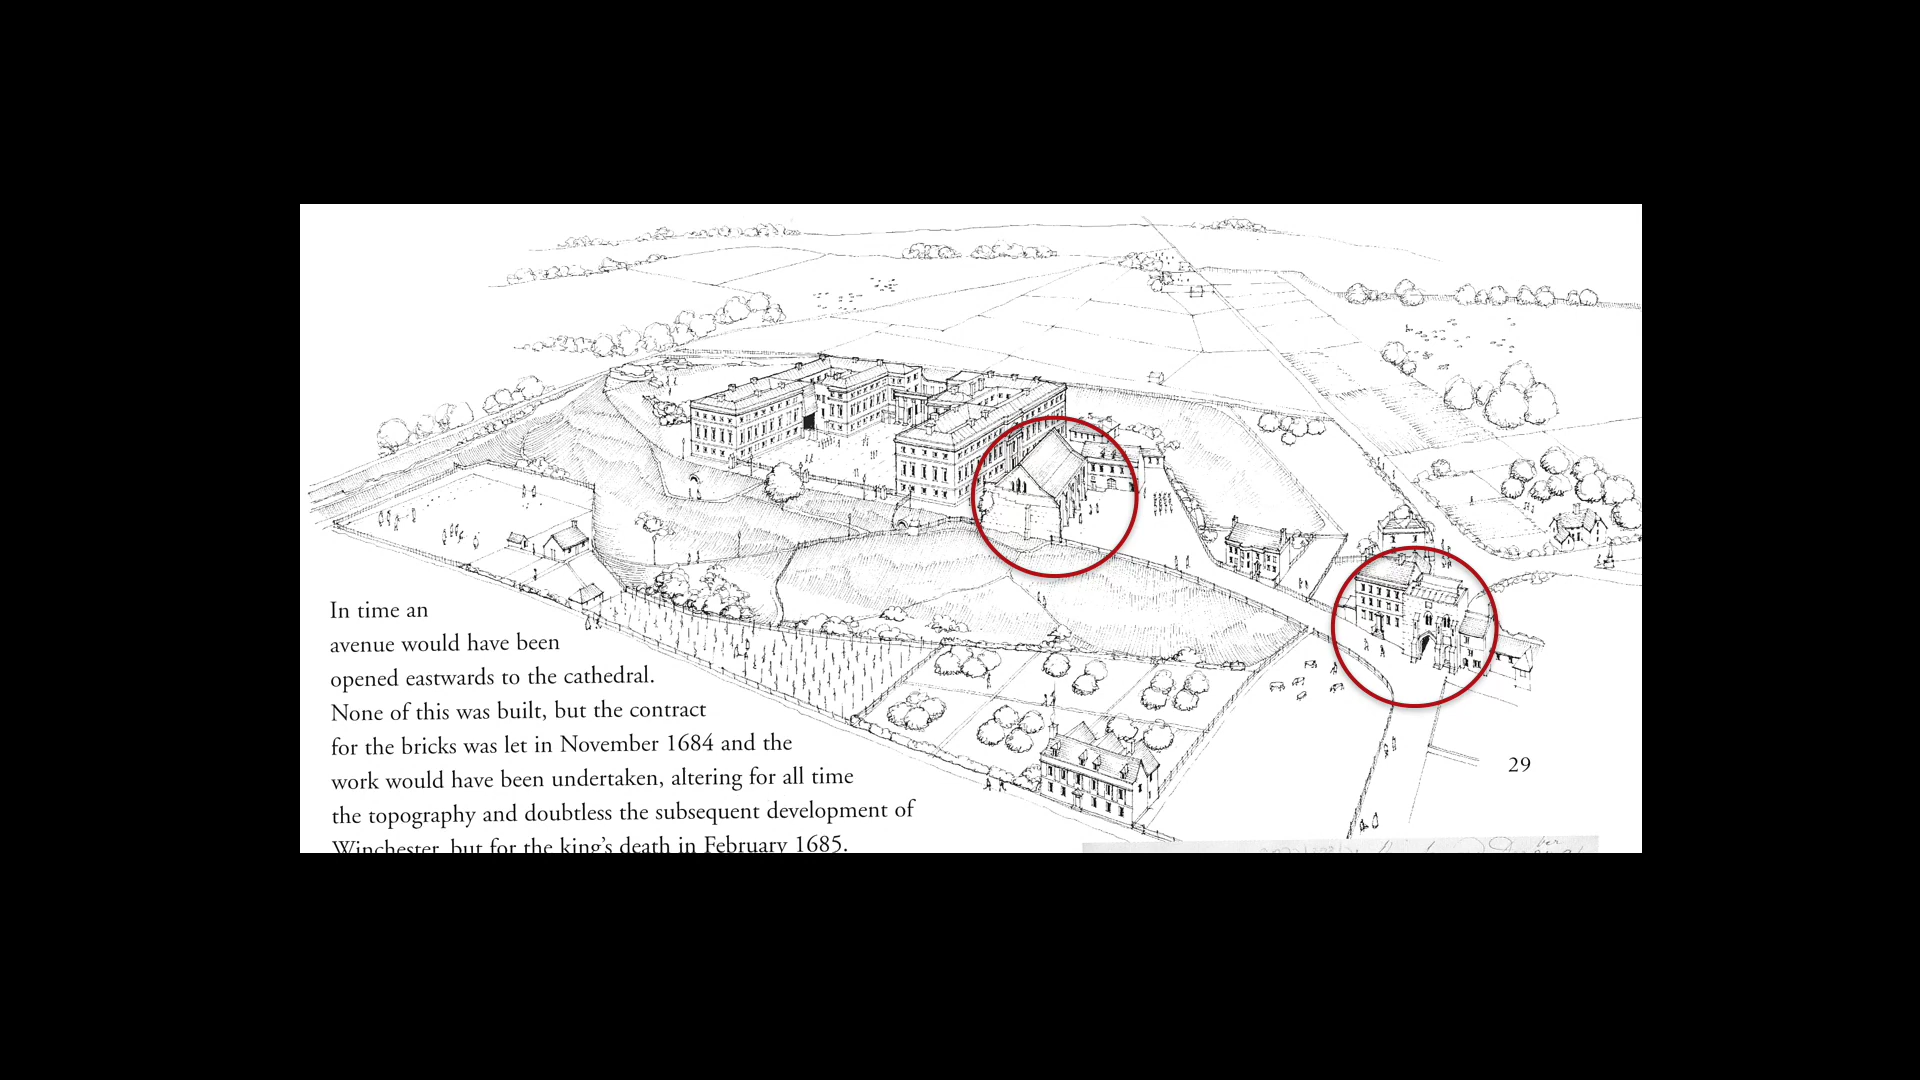 In time an
avenue would have been
opened eastwards to the cathedral.
None of this was built, but the contract
for the bricks was let in November 1684 and the
work would have been undertaken, altering for all time
the topography and doubtless the subsequent development of
Winchester, but for the king's death in February 1685.
29